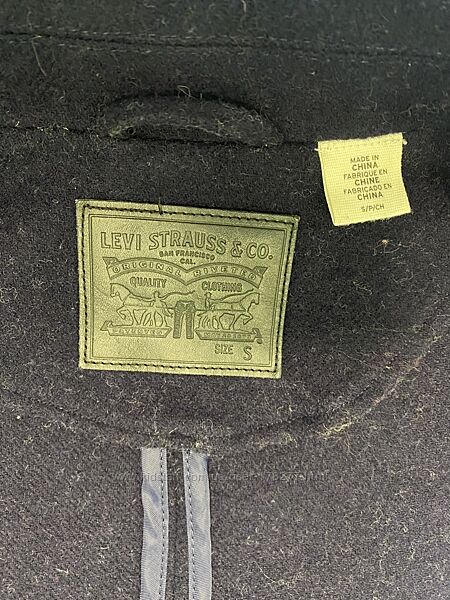 MADE IN
CHINA
FABRIQUE EN
CHINE
FABRICADO EN
CHINA
S/P/CH
LEVI STRAUSS & CO.
SAN FRANCISCO
CAL.
ORIGINAL RIVETED
QUALITY CLOTHING
SIZE S